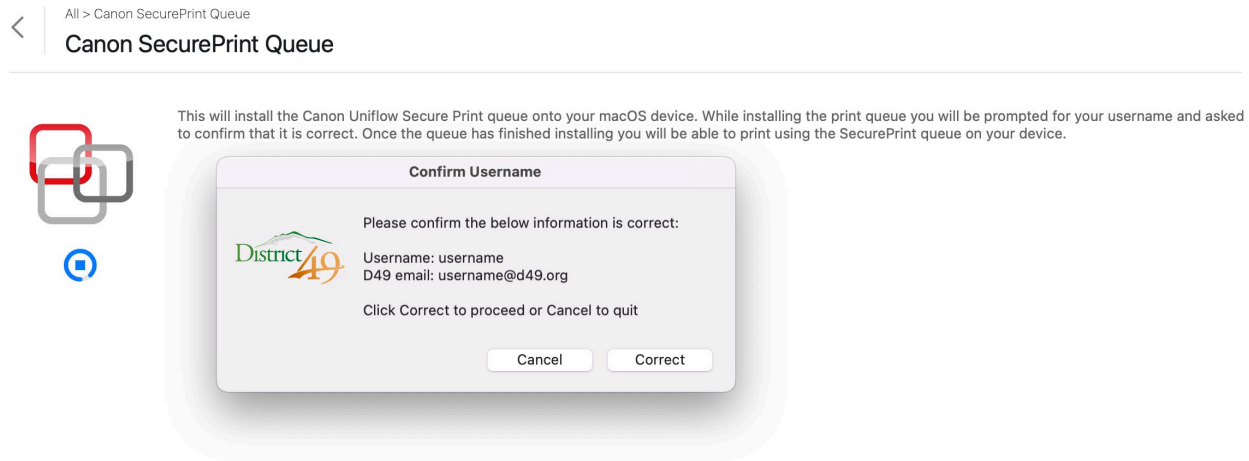 All > Canon SecurePrint Queue
Canon SecurePrint Queue
This will install the Canon Uniflow Secure Print queue onto your macOS device. While installing the print queue you will be prompted for your username and asked
to confirm that it is correct. Once the queue has finished installing you will be able to print using the SecurePrint queue on your device.
Confirm Username
Please confirm the below information is correct:
District 49
Username: username
D49 email: username@d49.org
Click Correct to proceed or Cancel to quit
Cancel Correct